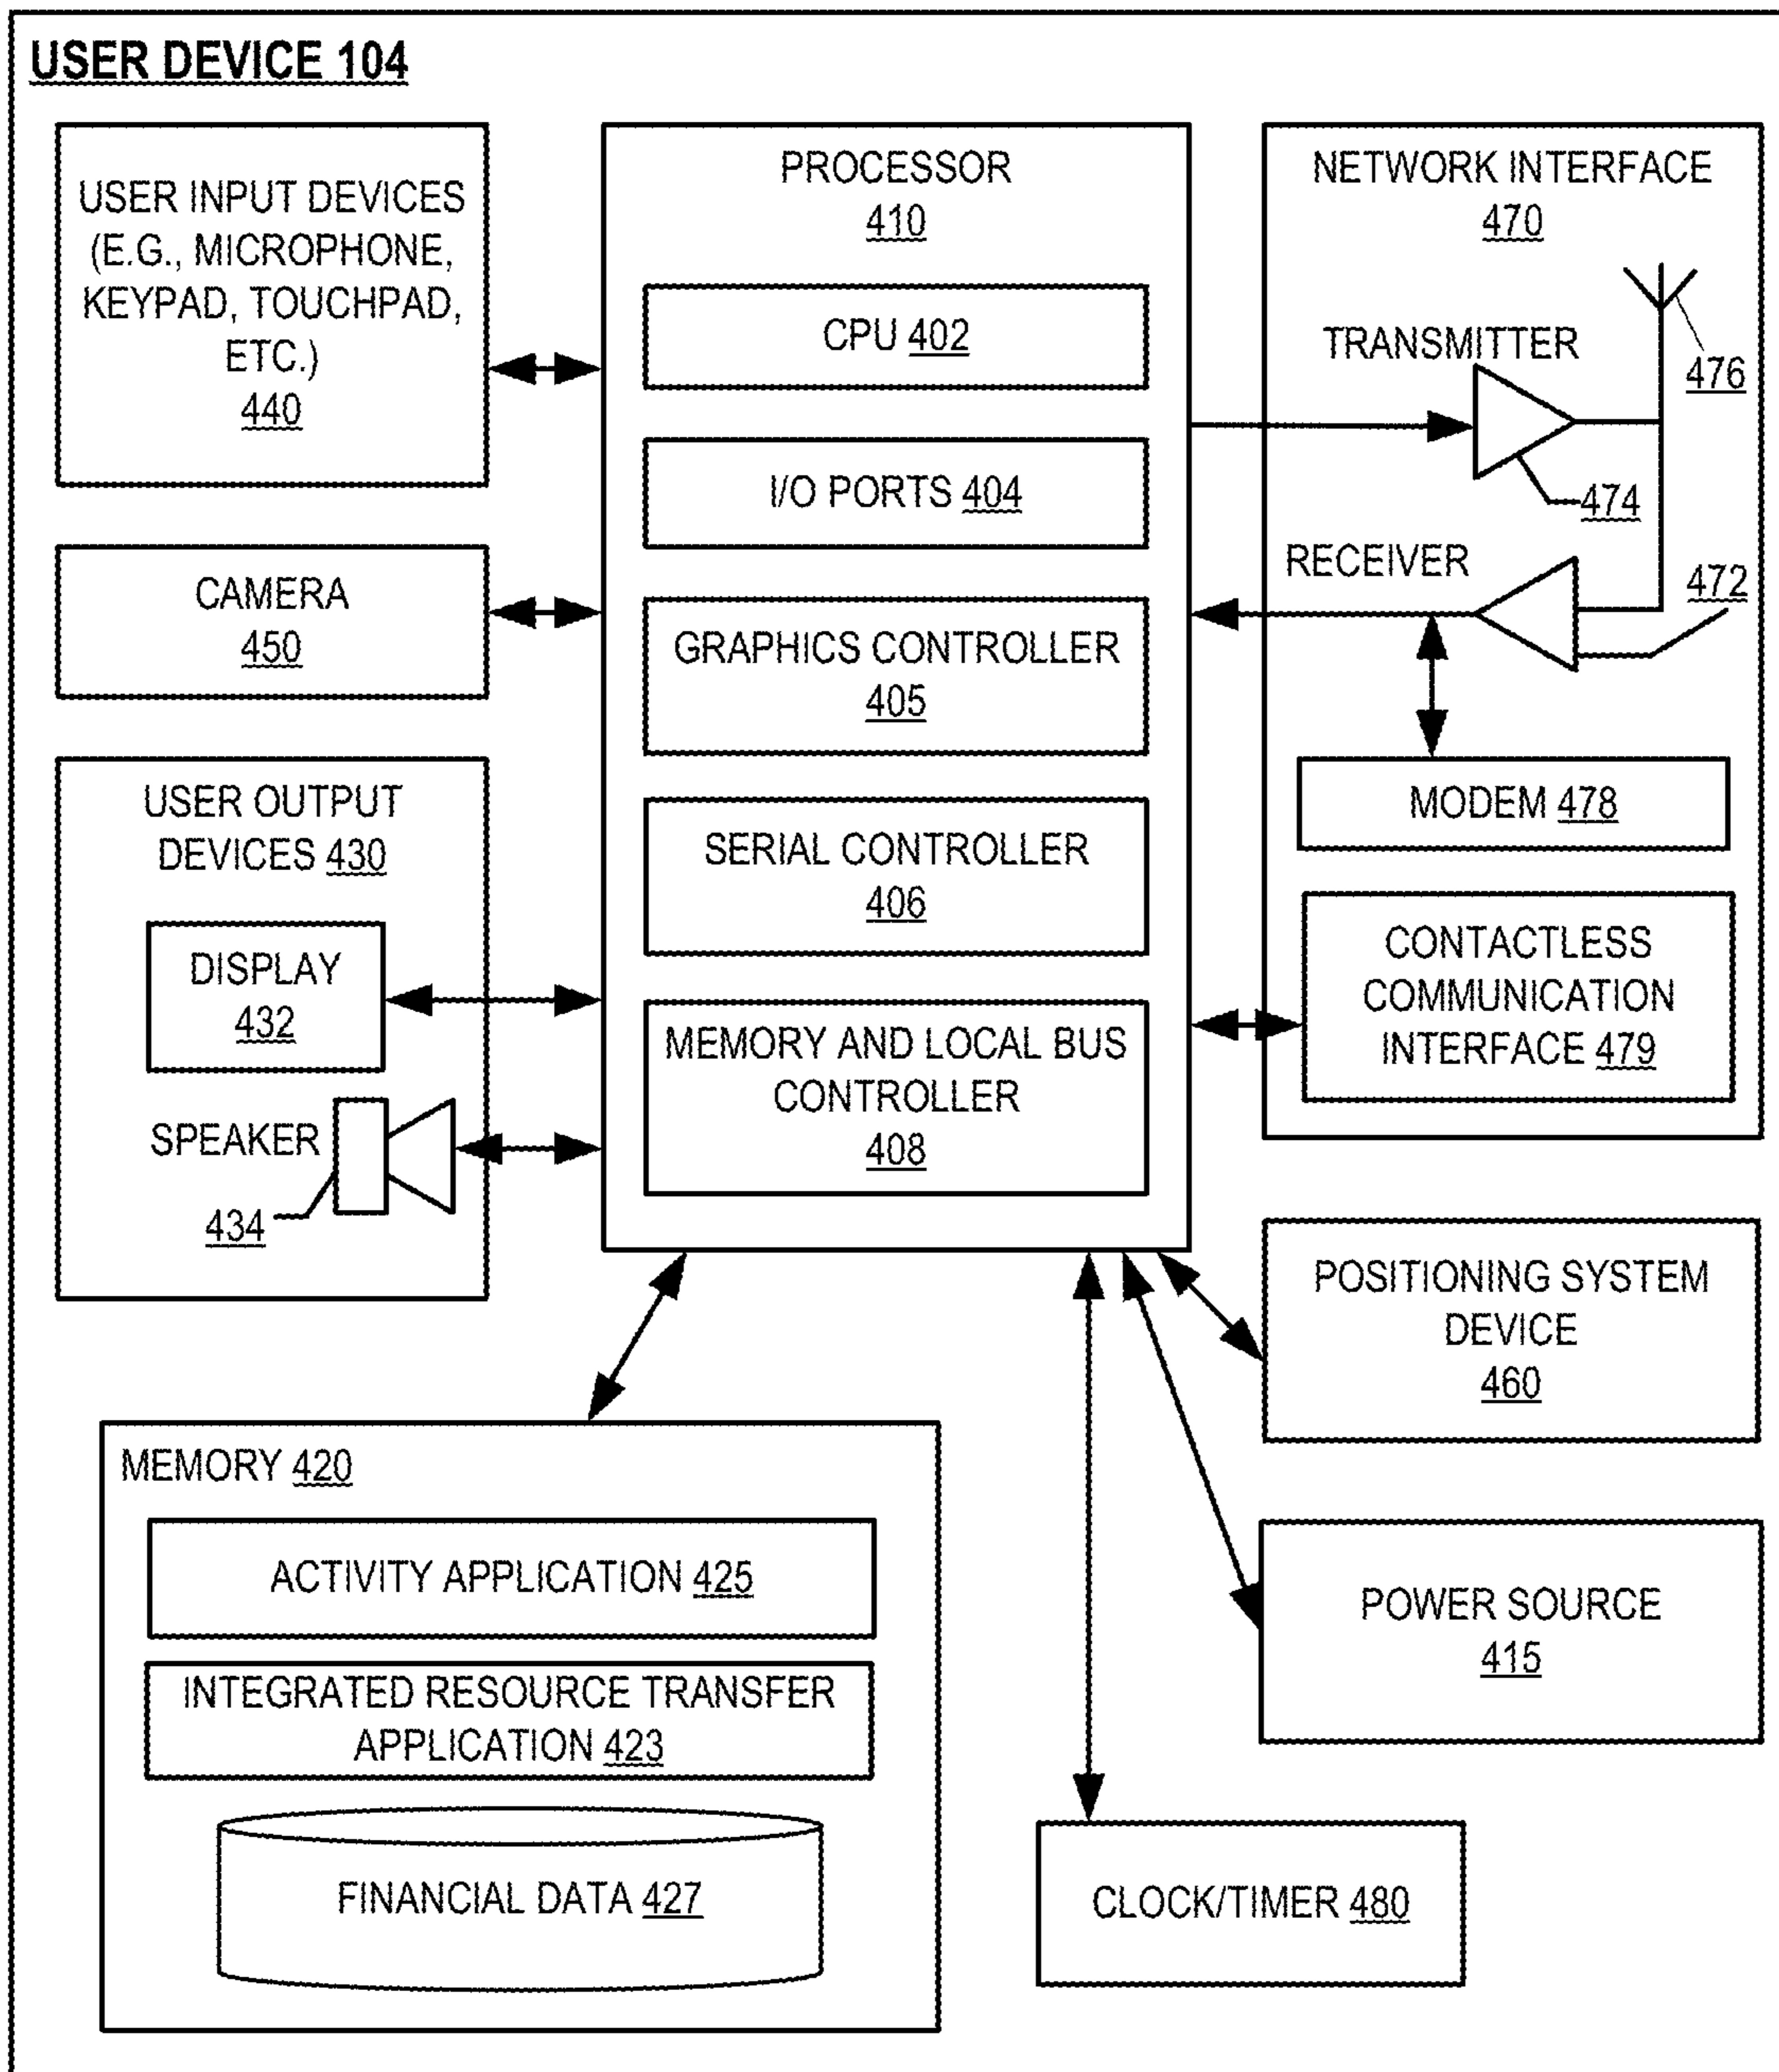 USER DEVICE 104
USER INPUT DEVICES
(E.G., MICROPHONE,
KEYPAD, TOUCHPAD,
ETC.)
440
CAMERA
450
USER OUTPUT
DEVICES 430
DISPLAY
432
SPEAKER
434
PROCESSOR
410
CPU 402
I/O PORTS 404
GRAPHICS CONTROLLER
405
SERIAL CONTROLLER
406
MEMORY AND LOCAL BUS
CONTROLLER
408
NETWORK INTERFACE
470
TRANSMITTER
476
474
RECEIVER
472
MODEM 478
CONTACTLESS
COMMUNICATION
INTERFACE 479
POSITIONING SYSTEM
DEVICE
460
POWER SOURCE
415
CLOCK/TIMER 480
MEMORY 420
ACTIVITY APPLICATION 425
INTEGRATED RESOURCE TRANSFER
APPLICATION 423
FINANCIAL DATA 427